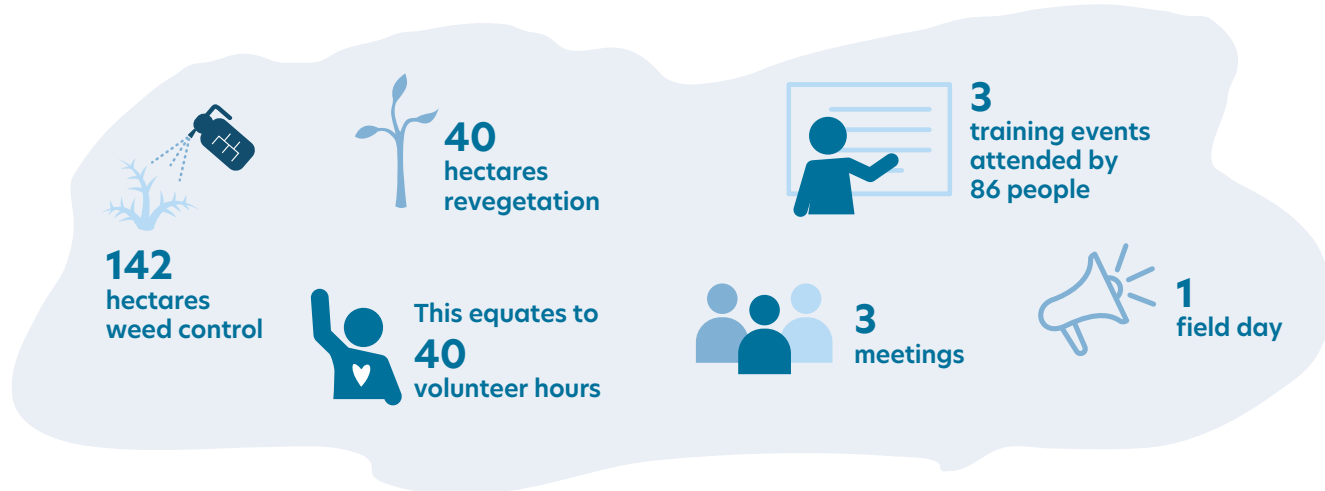 142
hectares
weed control
40
hectares
revegetation
This equates to
40
volunteer hours
3
training events
attended by
86 people
3
meetings
1
field day